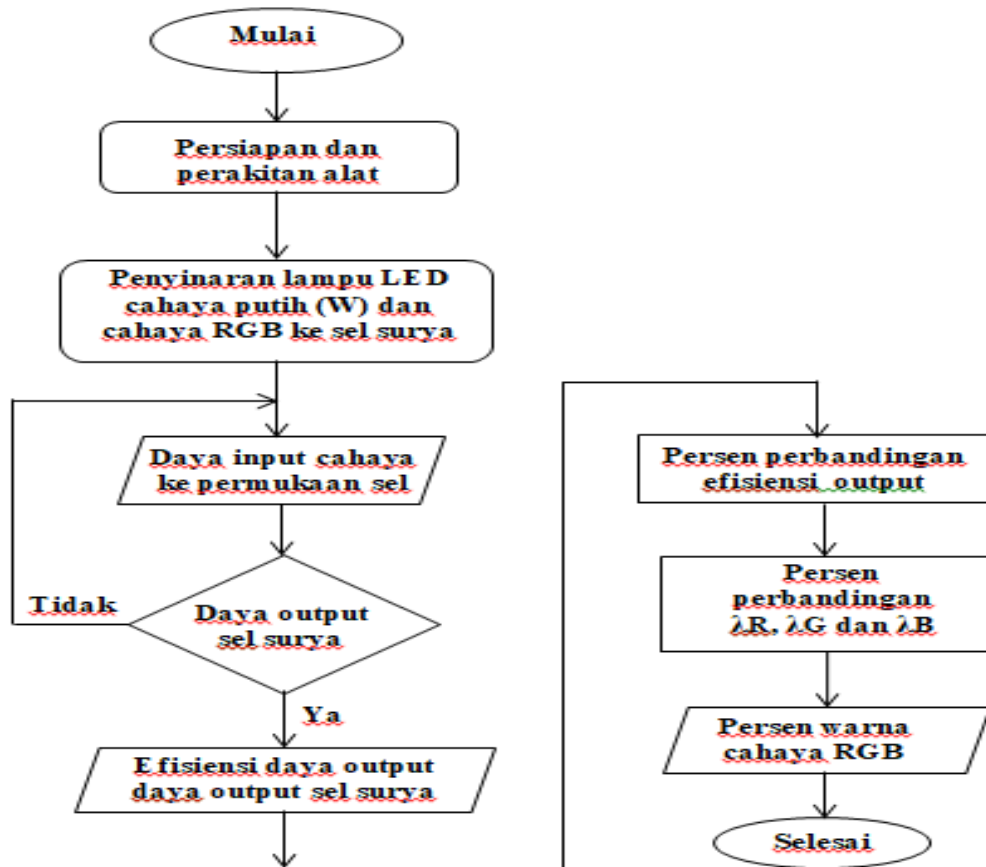 Mulai
Persiapan dan
perakitan alat
Penyinaran lampu LED
cahaya putih (W) dan
cahaya RGB ke sel surya
Daya input cahaya
ke permukaan sel
Tidak
Daya output
sel surya
Ya
Efisiensi daya output
daya output sel surya
Persen perbandingan
efisiensi output
Persen
perbandingan
λR, λG dan λB
Persen warna
cahaya RGB
Selesai